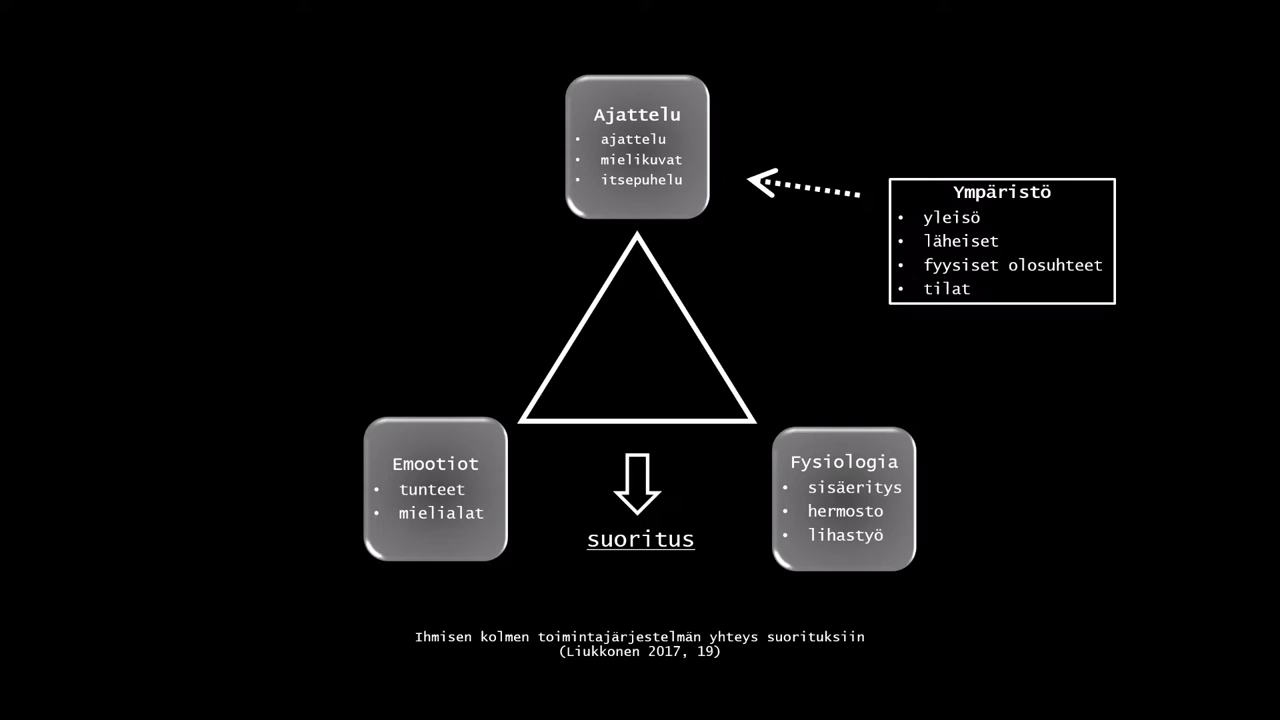 Ajattelu
• ajattelu
• mielikuvat
• itsepuhelu
Ympäristö
• yleisö
• läheiset
• fyysiset olosuhteet
• tilat
Emootiot
• tunteet
• mielialat
Fysiologia
• sisäeritys
• hermosto
• lihastyö
suoritus
Ihmisen kolmen toimintajärjestelmän yhteys suorituksiin
(Liukkonen 2017, 19)